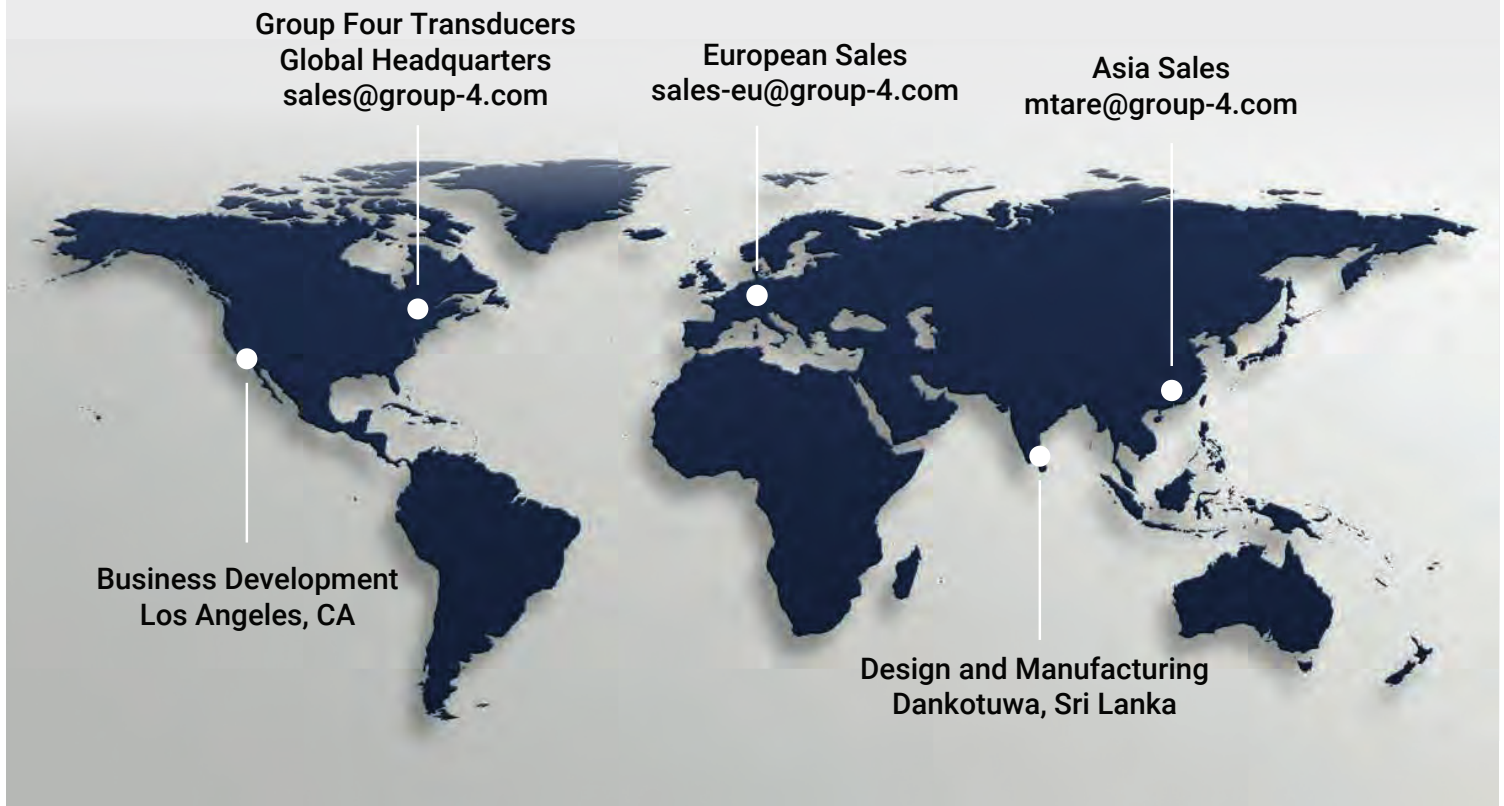 Group Four Transducers
Global Headquarters
sales@group-4.com
European Sales
sales-eu@group-4.com
Asia Sales
mtare@group-4.com
Business Development
Los Angeles, CA
Design and Manufacturing
Dankotuwa, Sri Lanka